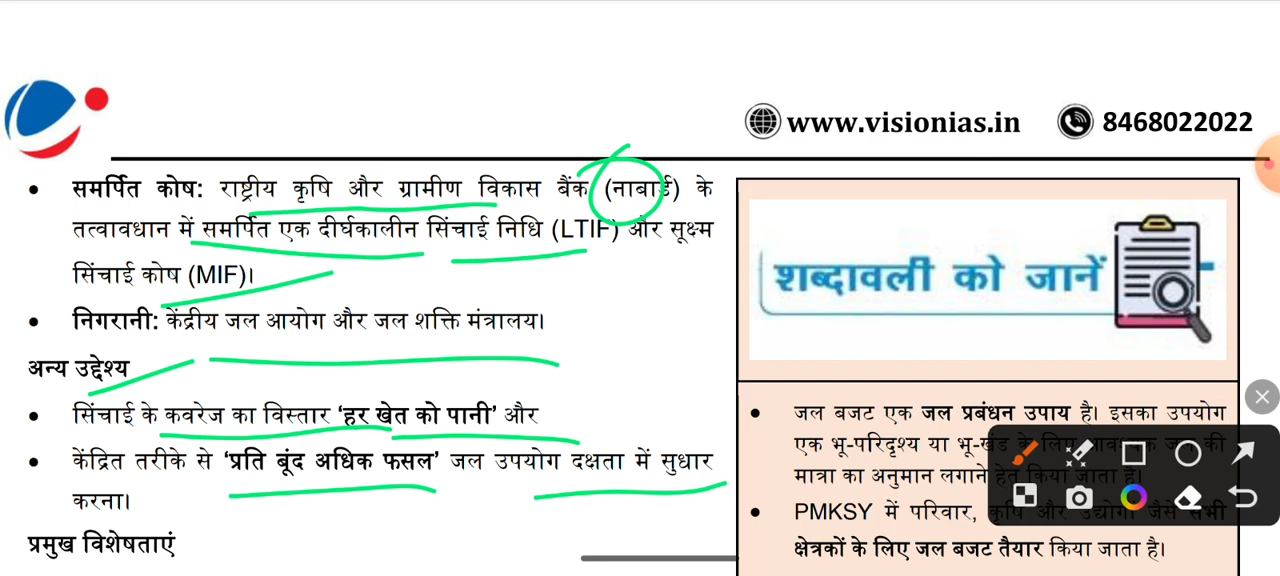 www.visionias.in
8468022022
• समर्पित कोष: राष्ट्रीय कृषि और ग्रामीण विकास बैंक (नाबार्ड) के
तत्वावधान में समर्पित एक दीर्घकालीन सिंचाई निधि (LTIF) और सूक्ष्म
सिंचाई कोष (MIF)।
• निगरानी: केंद्रीय जल आयोग और जल शक्ति मंत्रालय।
अन्य उद्देश्य
• सिंचाई के कवरेज का विस्तार ‘हर खेत को पानी’ और
• केंद्रित तरीके से ‘प्रति बूंद अधिक फसल’ जल उपयोग दक्षता में सुधार
करना।
प्रमुख विशेषताएं
शब्दावली को जानें
• जल बजट एक जल प्रबंधन उपाय है। इसका उपयोग
एक भू-परिदृश्य या भू-खंड के लिए जल की
मात्रा का अनुमान लगाने हेतु किया जाता है।
• PMKSY में परिवार, कृषि और उद्योगों जैसे सभी
क्षेत्रकों के लिए जल बजट तैयार किया जाता है।